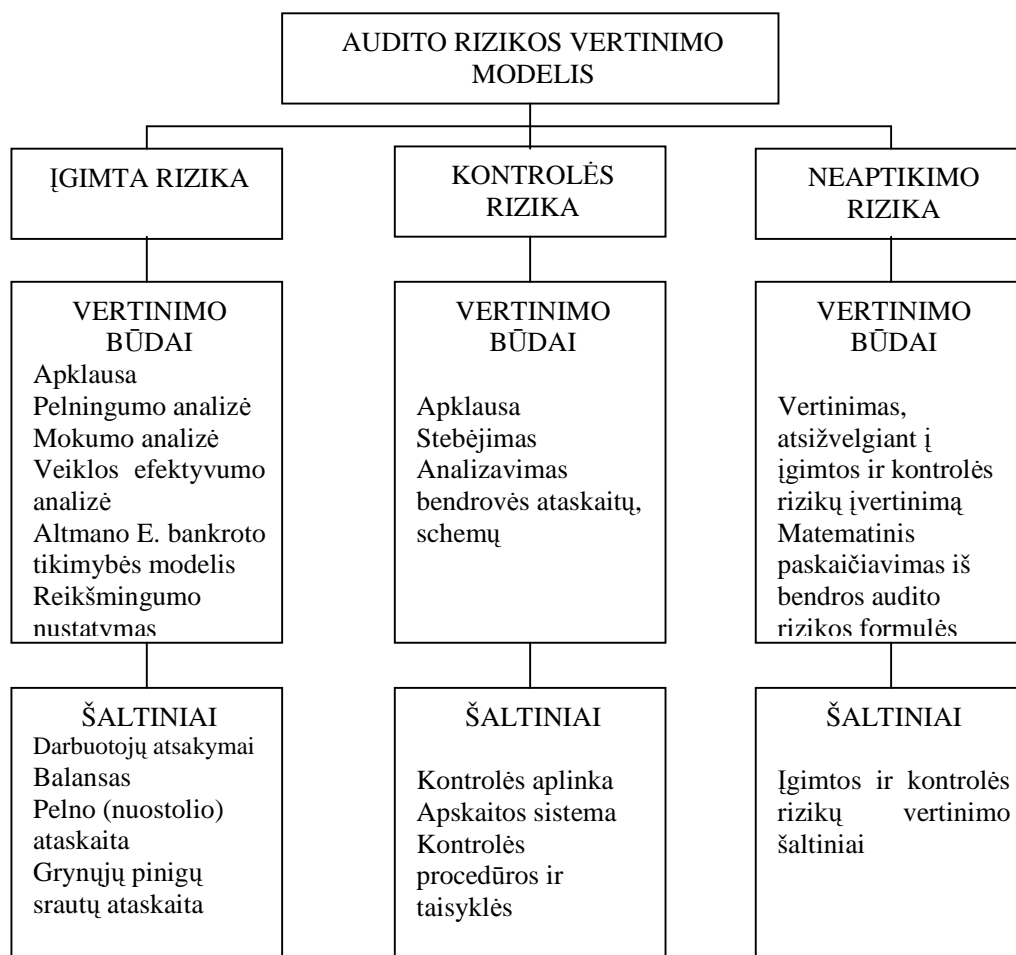 AUDITO RIZIKOS VERTINIMO
MODELIS
ĮGIMTA RIZIKA
KONTROLĖS
RIZIKA
NEAPTIKIMO
RIZIKA
VERTINIMO
BŪDAI
Apklausa
Pelningumo analizė
Mokumo analizė
Veiklos efektyvumo
analizė
Altmano E. bankroto
tikimybės modelis
Reikšmingumo
nustatymas
VERTINIMO
BŪDAI
Apklausa
Stebėjimas
Analizavimas
bendrovės ataskaitų,
schemų
VERTINIMO
BŪDAI
Vertinimas,
atsižvelgiant į
įgimtos ir kontrolės
rizikų įvertinimą
Matematinis
paskaičiavimas iš
bendros audito
rizikos formulės
ŠALTINIAI
Darbuotojų atsakymai
Balansas
Pelno (nuostolio)
ataskaita
Grynųjų pinigų
srautų ataskaita
ŠALTINIAI
Kontrolės aplinka
Apskaitos sistema
Kontrolės
procedūros ir
taisyklės
ŠALTINIAI
Įgimtos ir kontrolės
rizikų vertinimo
šaltiniai